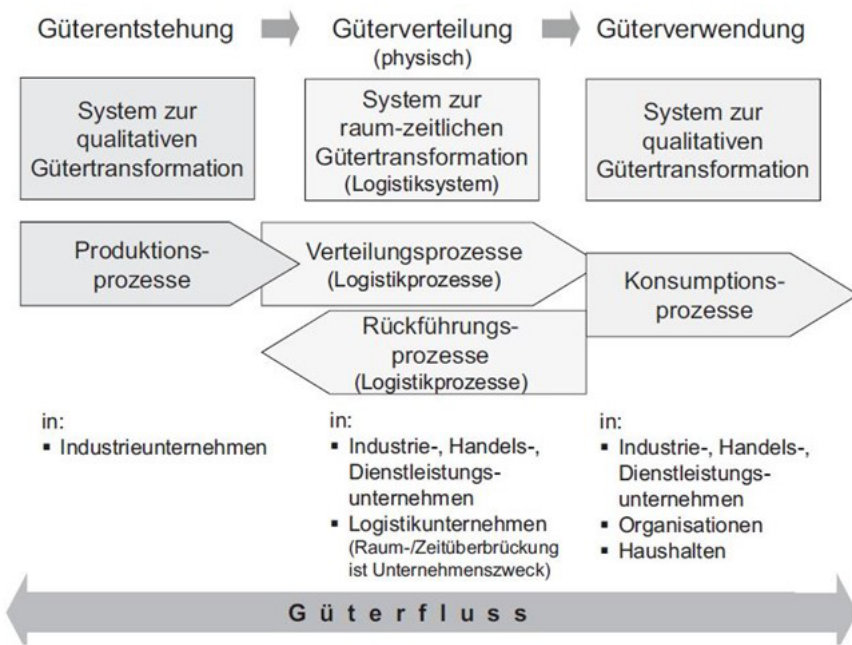 Güterentstehung
Güterverteilung
(physisch)
Güterverwendung
System zur
qualitativen
Gütertransformation
System zur
raum-zeitlichen
Gütertransformation
(Logistiksystem)
System zur
qualitativen
Gütertransformation
Produktions-
prozesse
Verteilungsprozesse
(Logistikprozesse)
Konsumptions-
prozesse
Rückführungs-
prozesse
(Logistikprozesse)
in:
▪ Industrieunternehmen
in:
▪ Industrie-, Handels-,
Dienstleistungs-
unternehmen
▪ Logistikunternehmen
(Raum-/Zeitüberbrückung
ist Unternehmenszweck)
in:
▪ Industrie-, Handels-,
Dienstleistungs-
unternehmen
▪ Organisationen
▪ Haushalten
Güterfluss